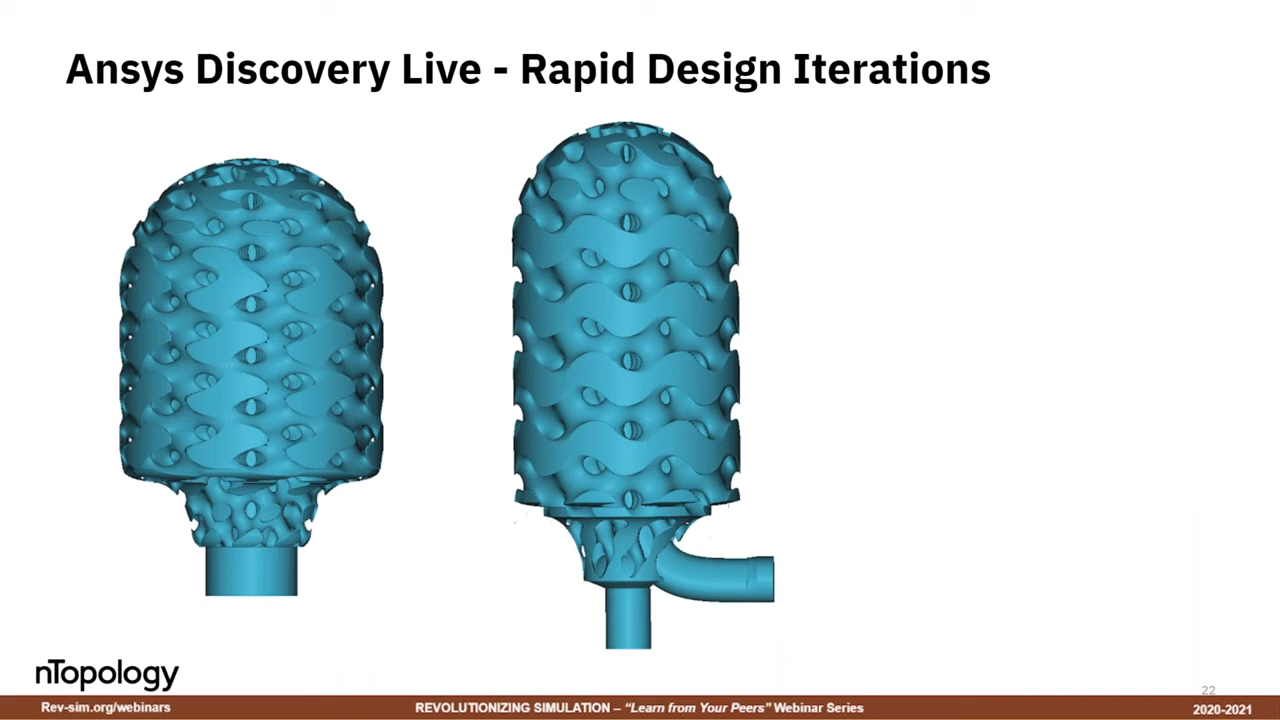 Ansys Discovery Live - Rapid Design Iterations
nTopology
22
Rev-sim.org/webinars
REVOLUTIONIZING SIMULATION – “Learn from Your Peers” Webinar Series
2020-2021